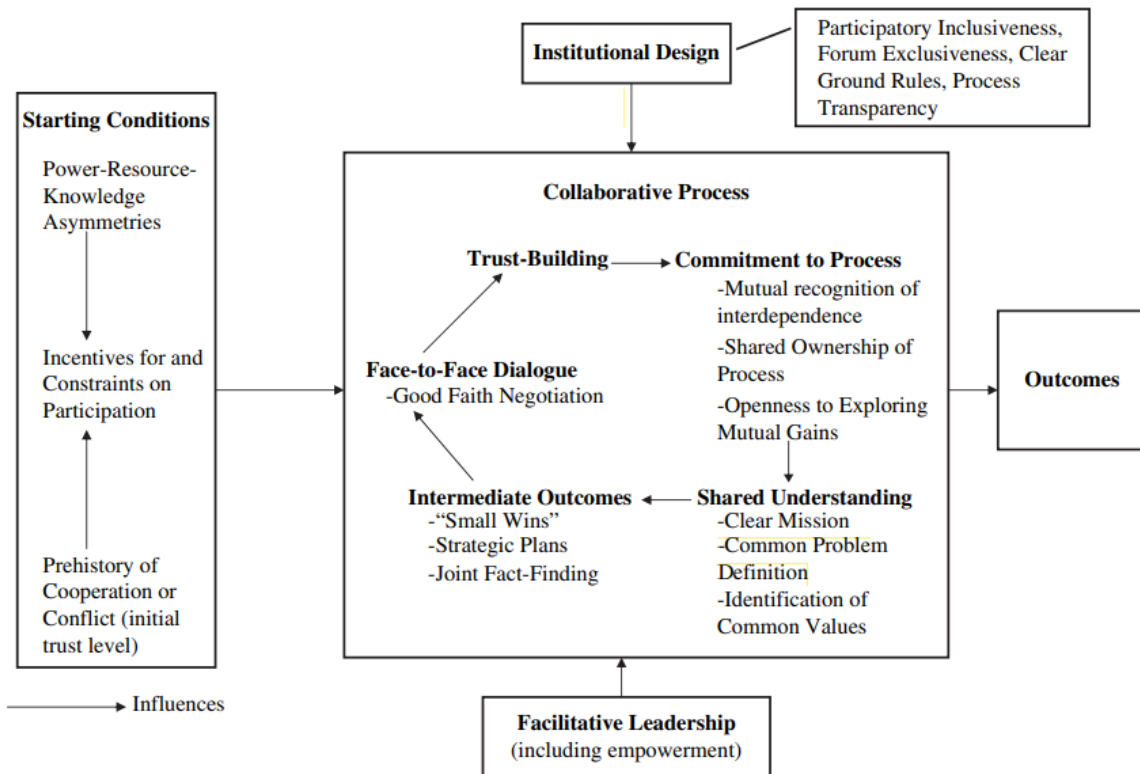 Institutional Design
Participatory Inclusiveness,
Forum Exclusiveness, Clear
Ground Rules, Process
Transparency
Starting Conditions
Power-Resource-
Knowledge
Asymmetries
Incentives for and
Constraints on
Participation
Prehistory of
Cooperation or
Conflict (initial
trust level)
Influences
Collaborative Process
Trust-Building
Commitment to Process
-Mutual recognition of
interdependence
-Shared Ownership of
Process
-Openness to Exploring
Mutual Gains
Face-to-Face Dialogue
-Good Faith Negotiation
Intermediate Outcomes
-“Small Wins”
-Strategic Plans
-Joint Fact-Finding
Shared Understanding
-Clear Mission
-Common Problem
Definition
-Identification of
Common Values
Outcomes
Facilitative Leadership
(including empowerment)